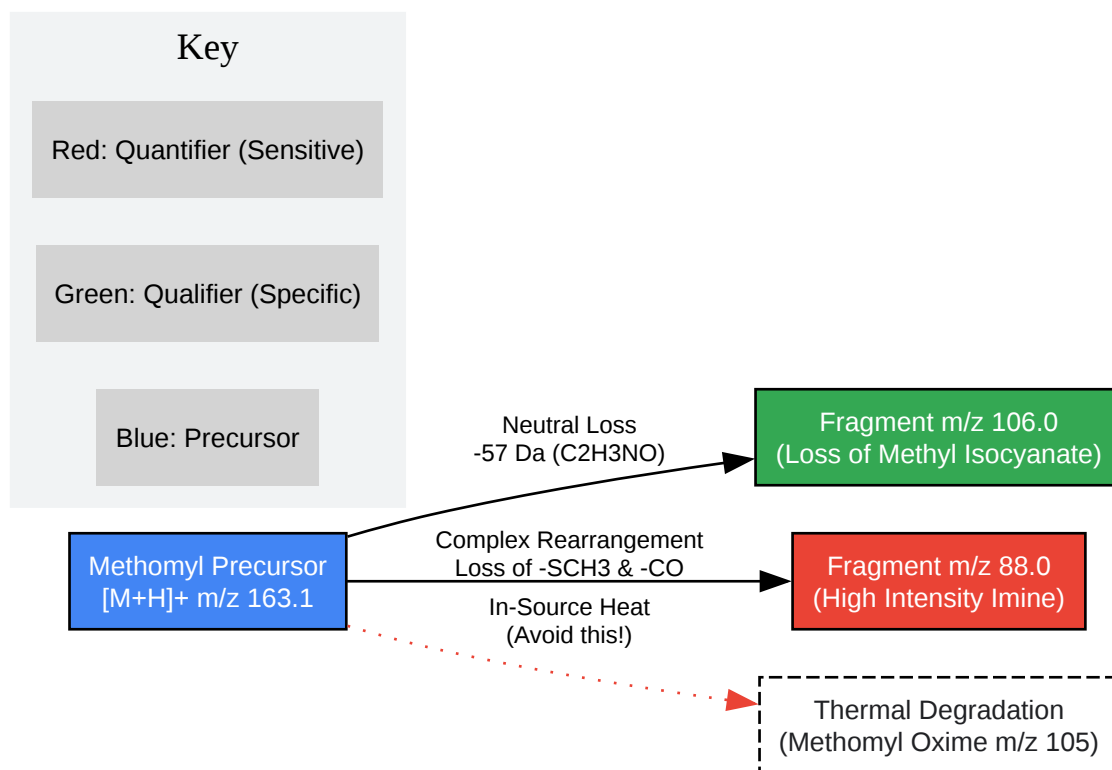 Key
Red: Quantifier (Sensitive)
Green: Qualifier (Specific)
Blue: Precursor
Methomyl Precursor
[M+H]+ m/z 163.1
Neutral Loss
-57 Da (C2H3NO)
Fragment m/z 106.0
(Loss of Methyl Isocyanate)
Complex Rearrangement
Loss of -SCH3 & -CO
Fragment m/z 88.0
(High Intensity Imine)
In-Source Heat
(Avoid this!)
Thermal Degradation
(Methomyl Oxime m/z 105)